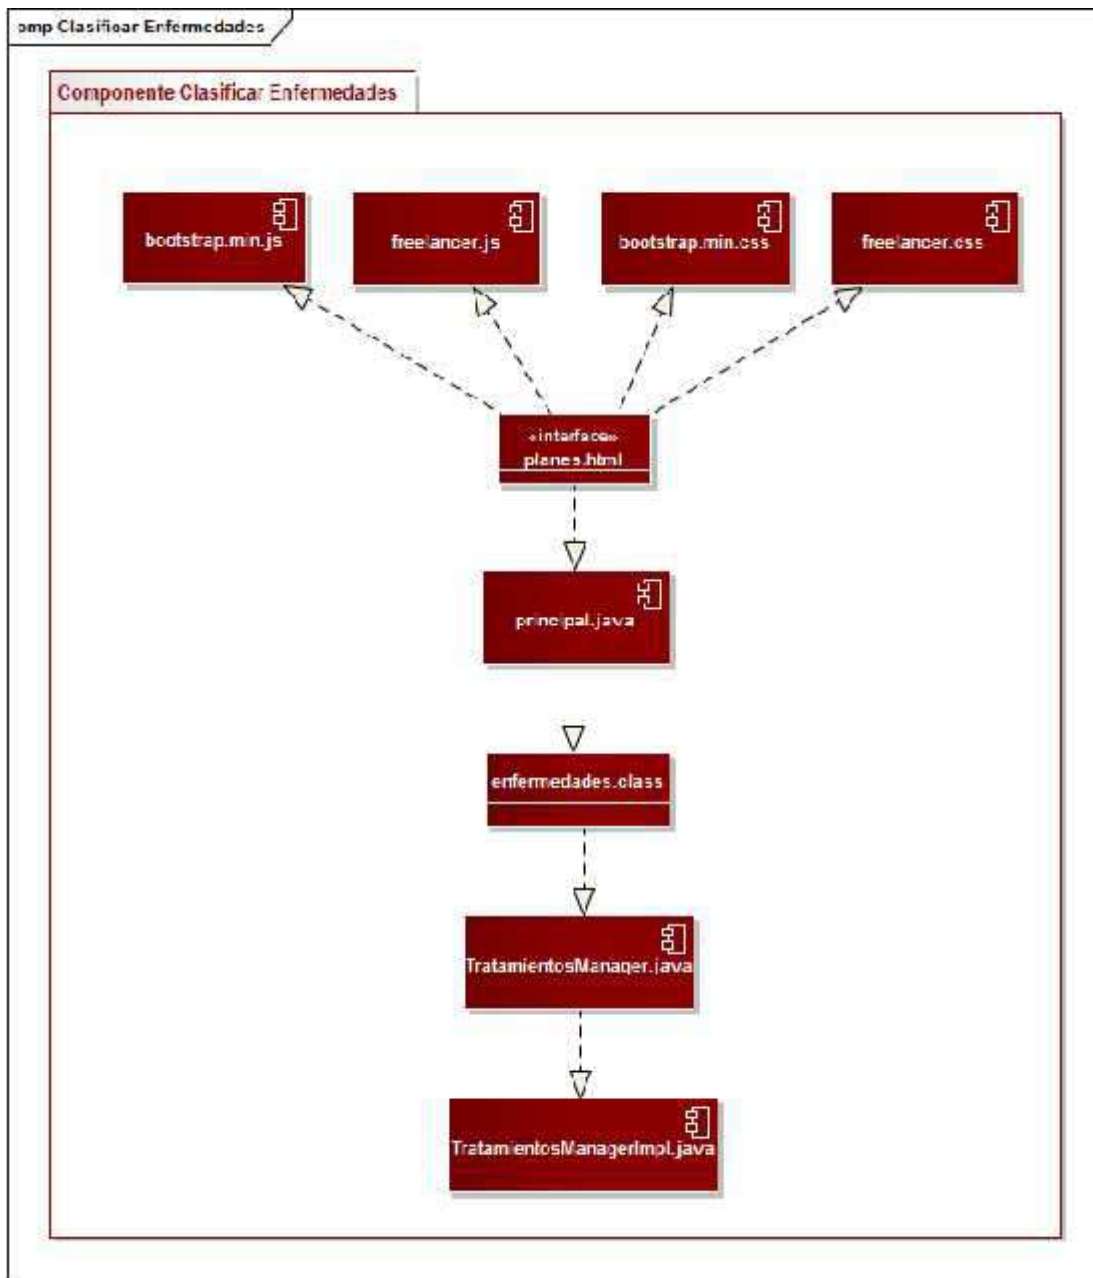 cmp Clasificar Enfermedades
Componente Clasificar Enfermedades
bootstrap.min.js
freelancer.js
bootstrap.min.css
freelancer.css
«interface»
planes.html
principal.java
enfermedades.class
TratamientosManager.java
TratamientosManagerImpl.java